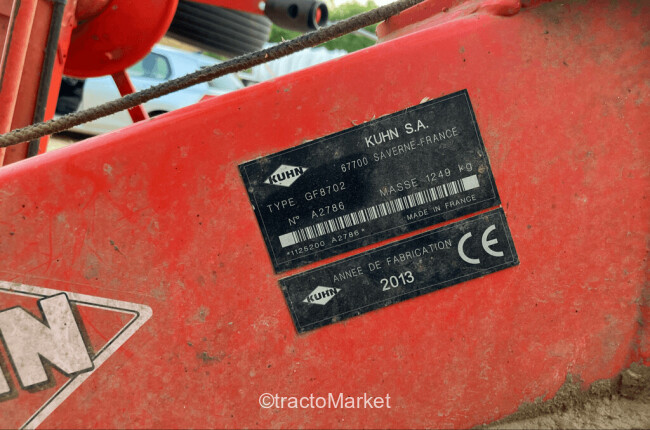 KUHN S.A.
67700 SAVERNE-FRANCE
KUHN
TYPE GF8702
MASSE 1249 kg
N° A2786
*1125200 A2786*
MADE IN FRANCE
ANNÉE DE FABRICATION
CE
KUHN
2013
©tractoMarket